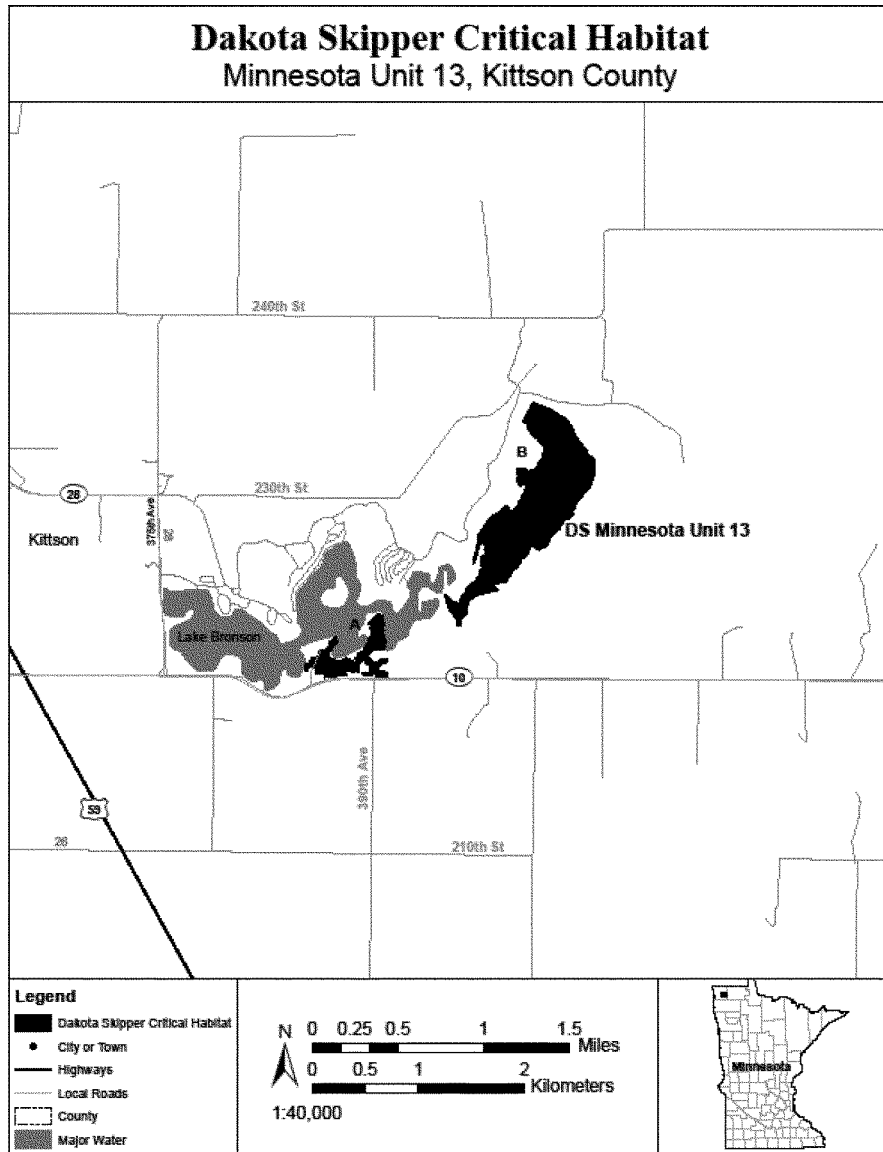 Dakota Skipper Critical Habitat
Minnesota Unit 13, Kittson County
240th St
B
28
230th St
375th Ave
28
Kittson
DS Minnesota Unit 13
A
Lake Bronson
10
390th Ave
59
26
210th St
Legend
Dakota Skipper Critical Habitat
City or Town
Highways
Local Roads
County
Major Water
N
0 0.25 0.5 1 1.5
Miles
0 0.5 1 2
Kilometers
1:40,000
Minnesota